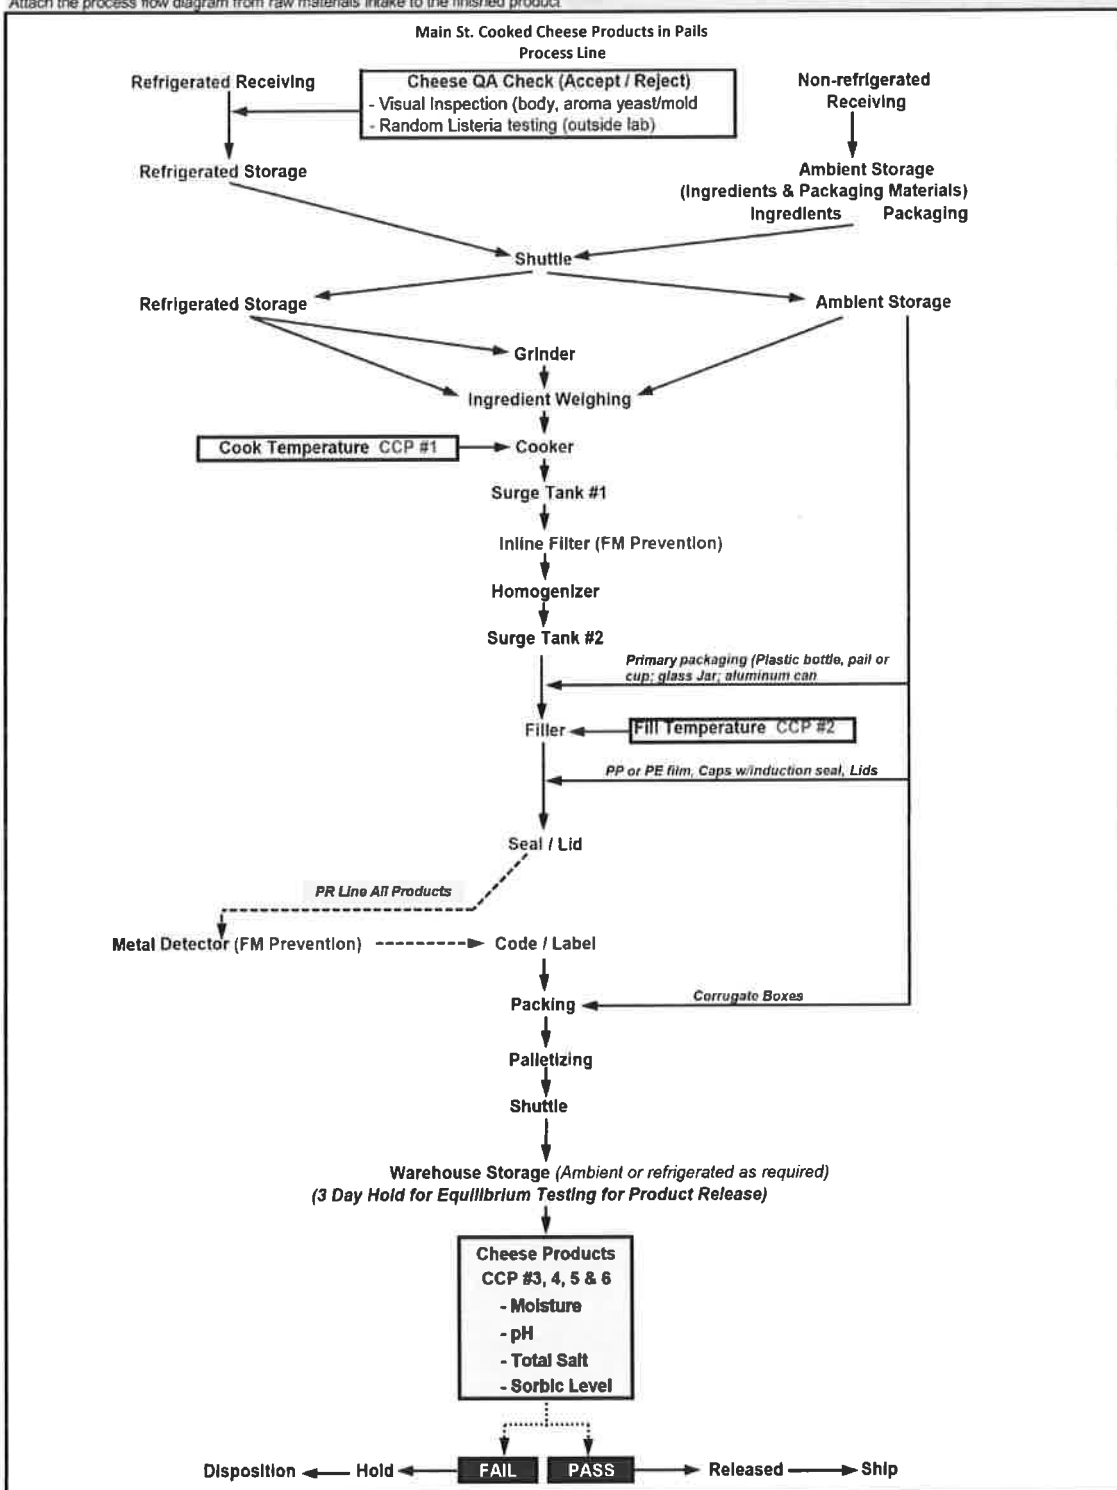 Attach the process flow diagram from raw materials intake to the finished product
Main St. Cooked Cheese Products in Pails
Process Line
Refrigerated Receiving
Cheese QA Check (Accept / Reject)
- Visual Inspection (body, aroma yeast/mold
- Random Listeria testing (outside lab)
Non-refrigerated
Receiving
Refrigerated Storage
Ambient Storage
(Ingredients & Packaging Materials)
Ingredients Packaging
Shuttle
Refrigerated Storage
Ambient Storage
Grinder
Ingredient Weighing
Cook Temperature CCP #1
Cooker
Surge Tank #1
Inline Filter (FM Prevention)
Homogenizer
Surge Tank #2
Primary packaging (Plastic bottle, pail or
cup; glass Jar; aluminum can
Filler
Fill Temperature CCP #2
PP or PE film, Caps w/induction seal, Lids
Seal / Lid
PR Line All Products
Metal Detector (FM Prevention)
Code / Label
Packing
Corrugate Boxes
Palletizing
Shuttle
Warehouse Storage (Ambient or refrigerated as required)
(3 Day Hold for Equilibrium Testing for Product Release)
Cheese Products
CCP #3, 4, 5 & 6
- Moisture
- pH
- Total Salt
- Sorbic Level
Disposition
Hold
FAIL
PASS
Released
Ship